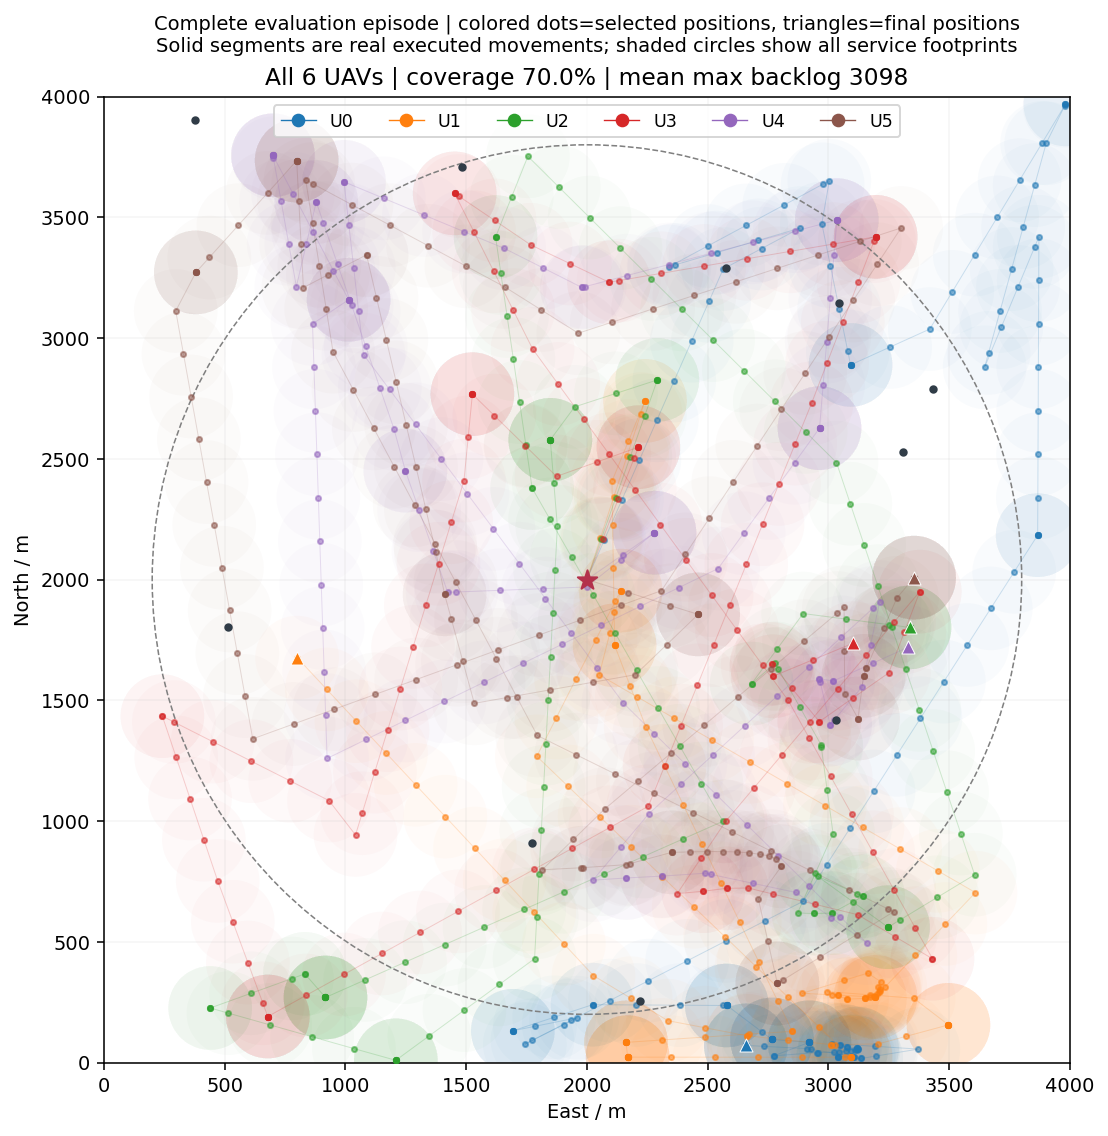 Complete evaluation episode | colored dots=selected positions, triangles=final positions
Solid segments are real executed movements; shaded circles show all service footprints
All 6 UAVs | coverage 70.0% | mean max backlog 3098
U0 U1 U2 U3 U4 U5
4000
3500
3000
2500
2000
1500
1000
500
0
North / m
0 500 1000 1500 2000 2500 3000 3500 4000
East / m